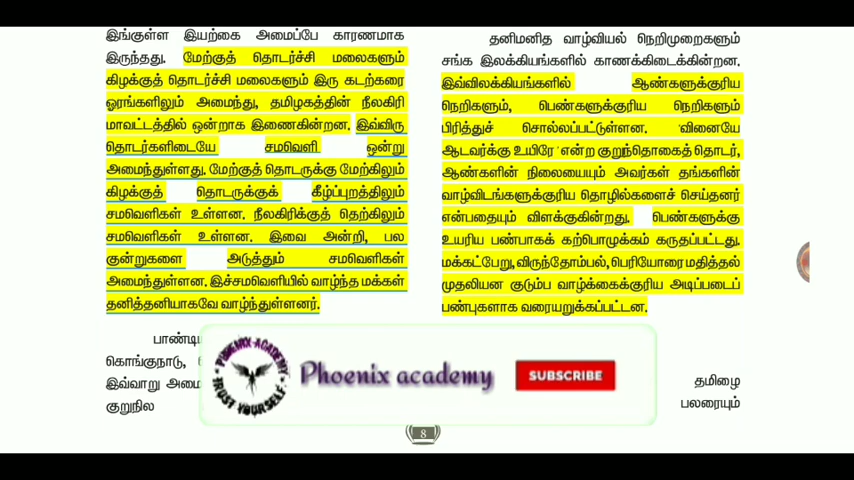 இங்குள்ள இயற்கை அமைப்பே காரணமாக
இருந்தது. மேற்குத் தொடர்ச்சி மலைகளும்
கிழக்குத் தொடர்ச்சி மலைகளும் இரு கடற்கரை
ஓரங்களிலும் அமைந்து, தமிழகத்தின் நீலகிரி
மாவட்டத்தில் ஒன்றாக இணைகின்றன. இவ்விரு
தொடர்களிடையே சமவெளி ஒன்று
அமைந்துள்ளது. மேற்குத் தொடருக்கு மேற்கிலும்
கிழக்குத் தொடருக்குக் கீழ்ப்புறத்திலும்
சமவெளிகள் உள்ளன. நீலகிரிக்குத் தெற்கிலும்
சமவெளிகள் உள்ளன. இவை அன்றி, பல
குன்றுகளை அடுத்தும் சமவெளிகள்
அமைந்துள்ளன. இச்சமவெளியில் வாழ்ந்த மக்கள்
தனித்தனியாகவே வாழ்ந்துள்ளனர்.
பாண்டி
கொங்குநாடு,
இவ்வாறு அமை
குறுநில
தனிமனித வாழ்வியல் நெறிமுறைகளும்
சங்க இலக்கியங்களில் காணக்கிடைக்கின்றன.
இவ்விலக்கியங்களில் ஆண்களுக்குரிய
நெறிகளும், பெண்களுக்குரிய நெறிகளும்
பிரித்துச் சொல்லப்பட்டுள்ளன. 'வினையே
ஆடவர்க்கு உயிரே' என்ற குறுந்தொகைத் தொடர்,
ஆண்களின் நிலையையும் அவர்கள் தங்களின்
வாழ்விடங்களுக்குரிய தொழில்களைச் செய்தனர்
என்பதையும் விளக்குகிறது. பெண்களுக்கு
உயரிய பண்பாகக் கற்பொழுக்கம் கருதப்பட்டது.
மக்கட்பேறு, விருந்தோம்பல், பெரியோரை மதித்தல்
முதலியன குடும்ப வாழ்க்கைக்குரிய அடிப்படைப்
பண்புகளாக வரையறுக்கப்பட்டன.
தமிழை
பலரையும்
PHOENIX-ACADEMY
TRUST YOURSELF
Phoenix academy
SUBSCRIBE
8